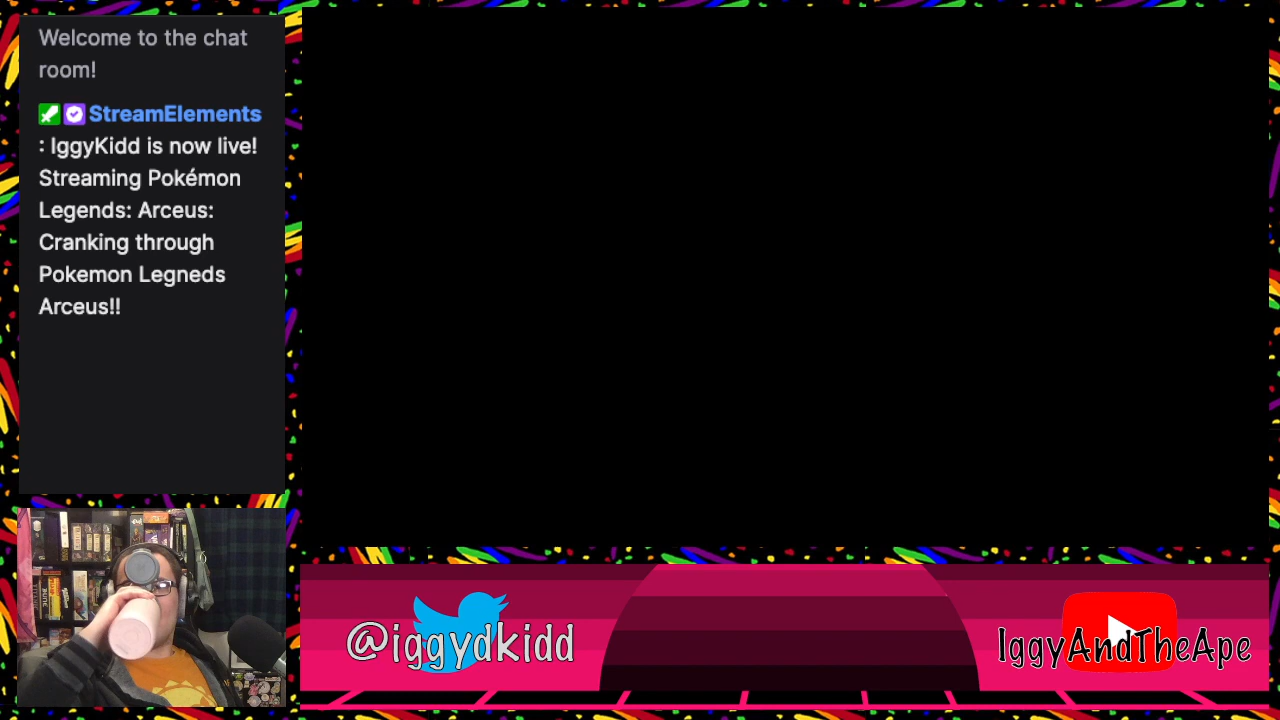 Welcome to the chat
room!
StreamElements
: IggyKidd is now live!
Streaming Pokémon
Legends: Arceus:
Cranking through
Pokemon Legneds
Arceus!!
@iggydkidd
IggyAndTheApe